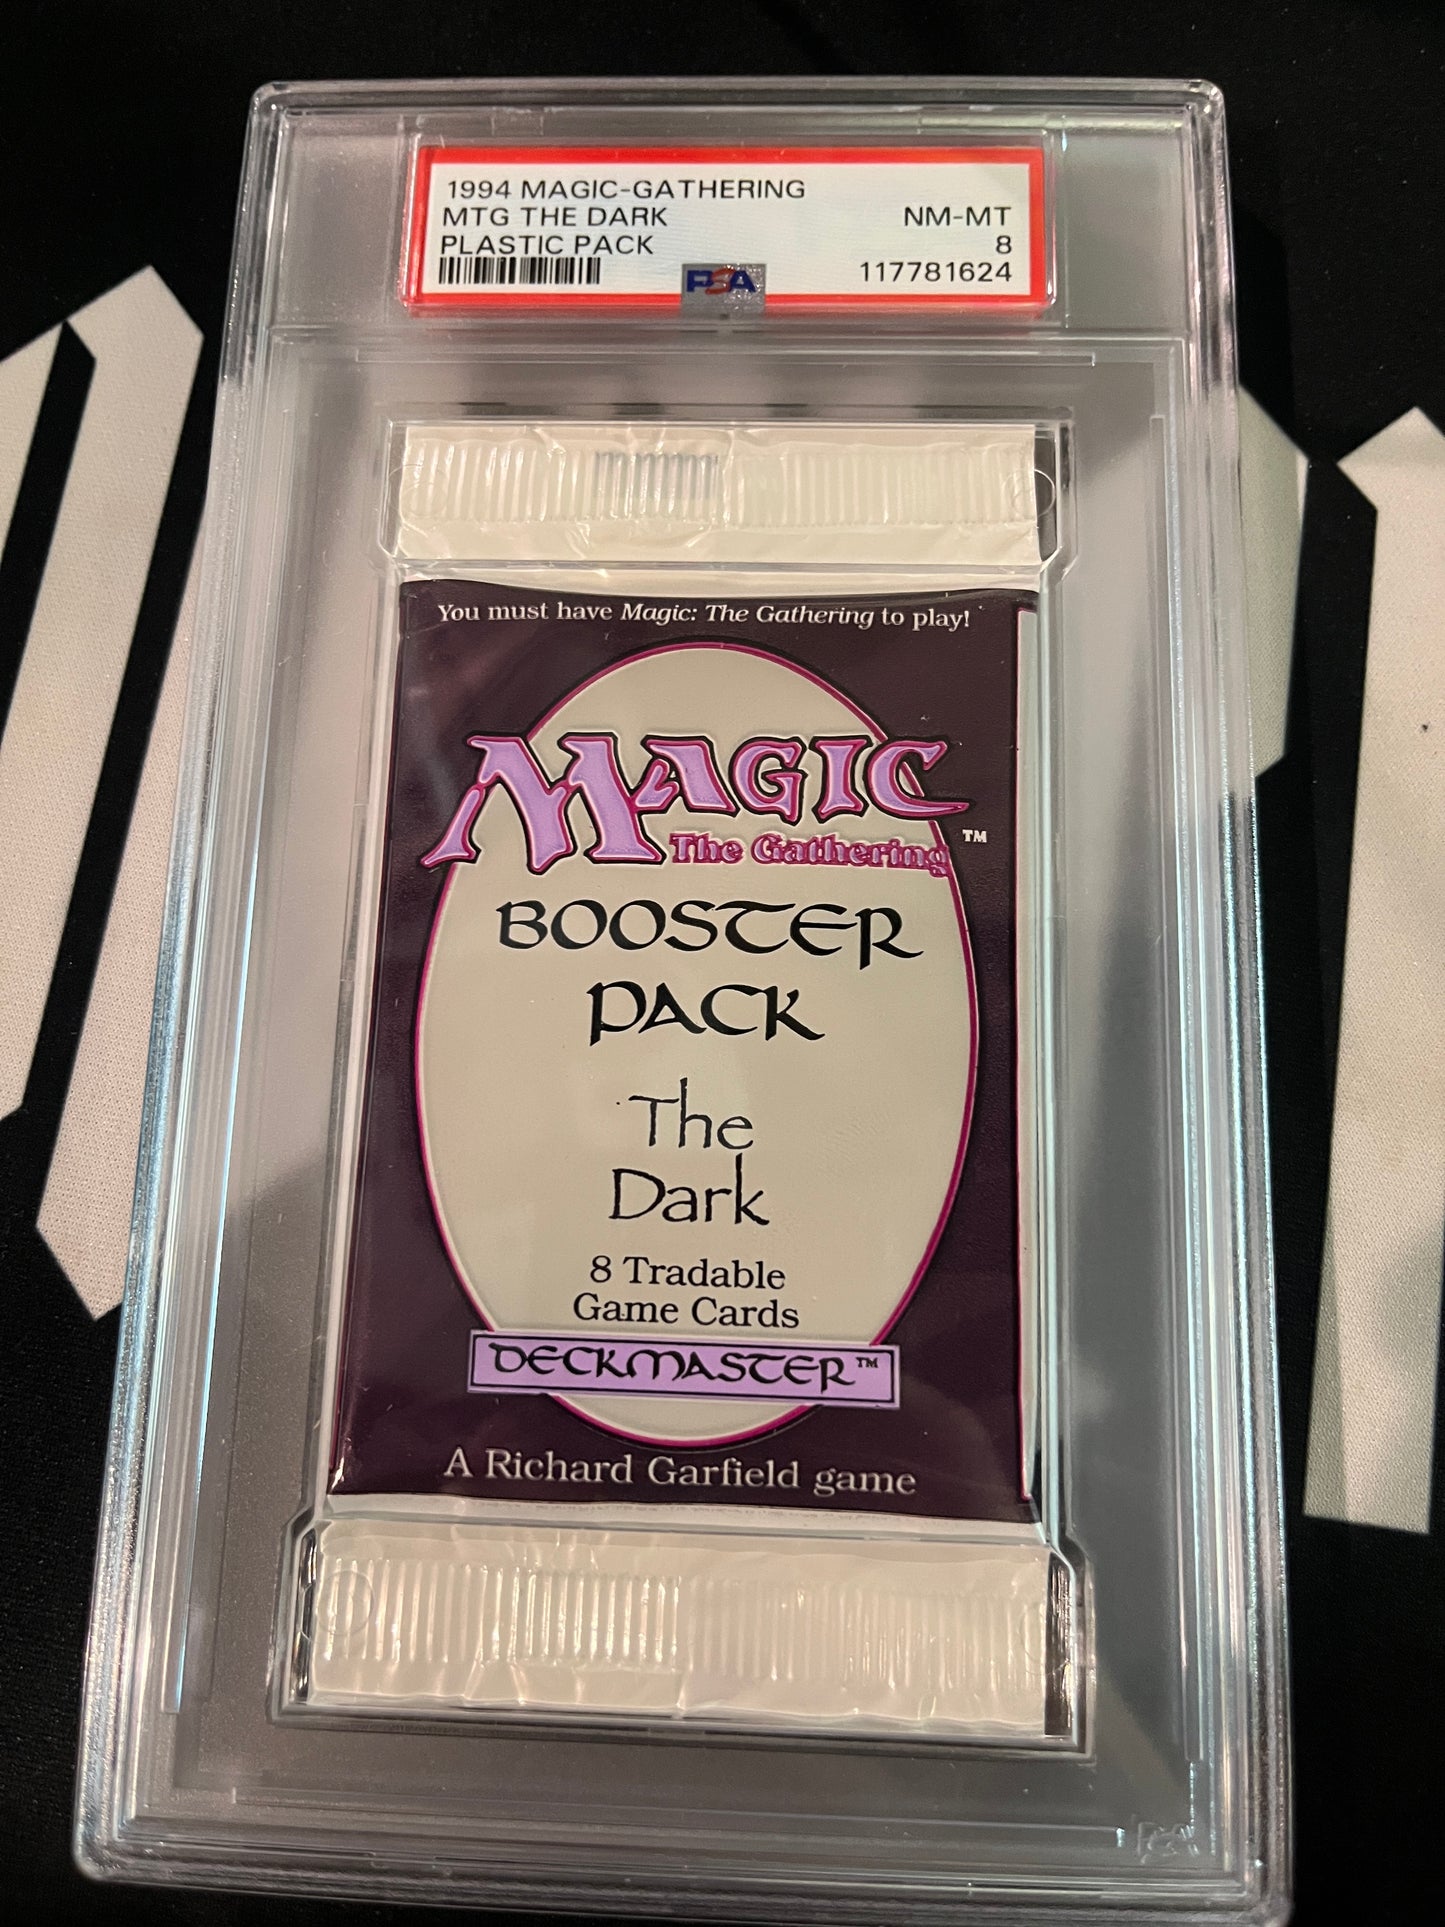 1994 MAGIC-GATHERING
MTG THE DARK NM-MT
PLASTIC PACK 8
PSA 117781624
You must have Magic: The Gathering to play!
MAGIC
The Gathering ™
BOOSTER
PACK
The
Dark
8 Tradable
Game Cards
DECKMASTER™
A Richard Garfield game
PSA